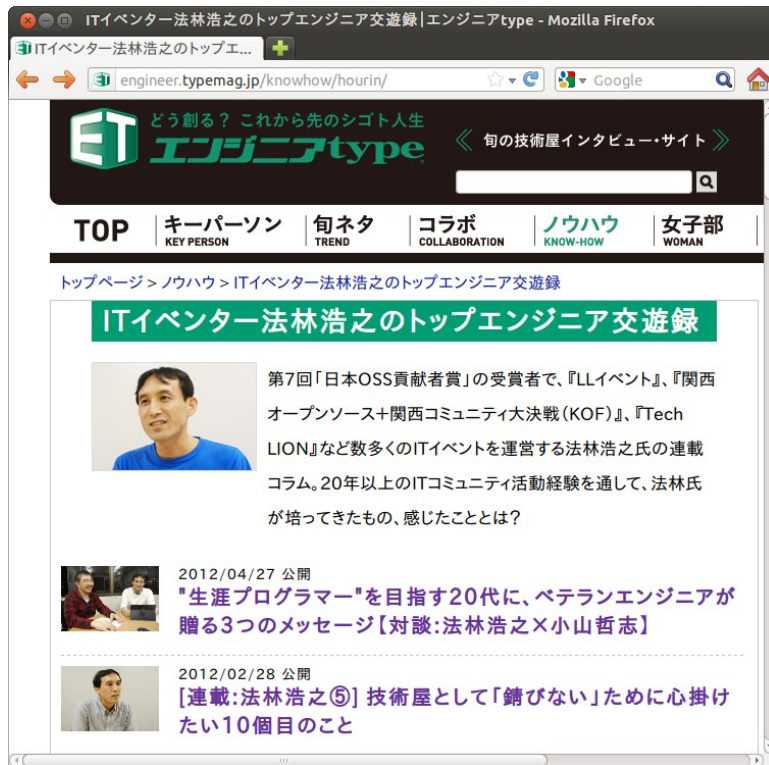 ITイベンター法林浩之のトップエンジニア交遊録|エンジニアtype - Mozilla Firefox
ITイベンター法林浩之のトップエ...
engineer.typemag.jp/knowhow/hourin/
Google
ET
どう創る? これから先のシゴト人生
エンジニアtype
≪ 旬の技術屋インタビュー・サイト ≫
TOP キーパーソン 旬ネタ コラボ ノウハウ 女子部
KEY PERSON TREND COLLABORATION KNOW-HOW WOMAN
トップページ > ノウハウ > ITイベンター法林浩之のトップエンジニア交遊録
ITイベンター法林浩之のトップエンジニア交遊録
第7回「日本OSS貢献者賞」の受賞者で、『LLイベント』、『関西
オープンソース+関西コミュニティ大決戦(KOF)』、『Tech
LION』など数多くのITイベントを運営する法林浩之氏の連載
コラム。20年以上のITコミュニティ活動経験を通して、法林氏
が培ってきたもの、感じたこととは?
2012/04/27 公開
"生涯プログラマー"を目指す20代に、ベテランエンジニアが
贈る3つのメッセージ【対談:法林浩之×小山哲志】
2012/02/28 公開
[連載:法林浩之⑤] 技術屋として「錆びない」ために心掛け
たい10個目のこと